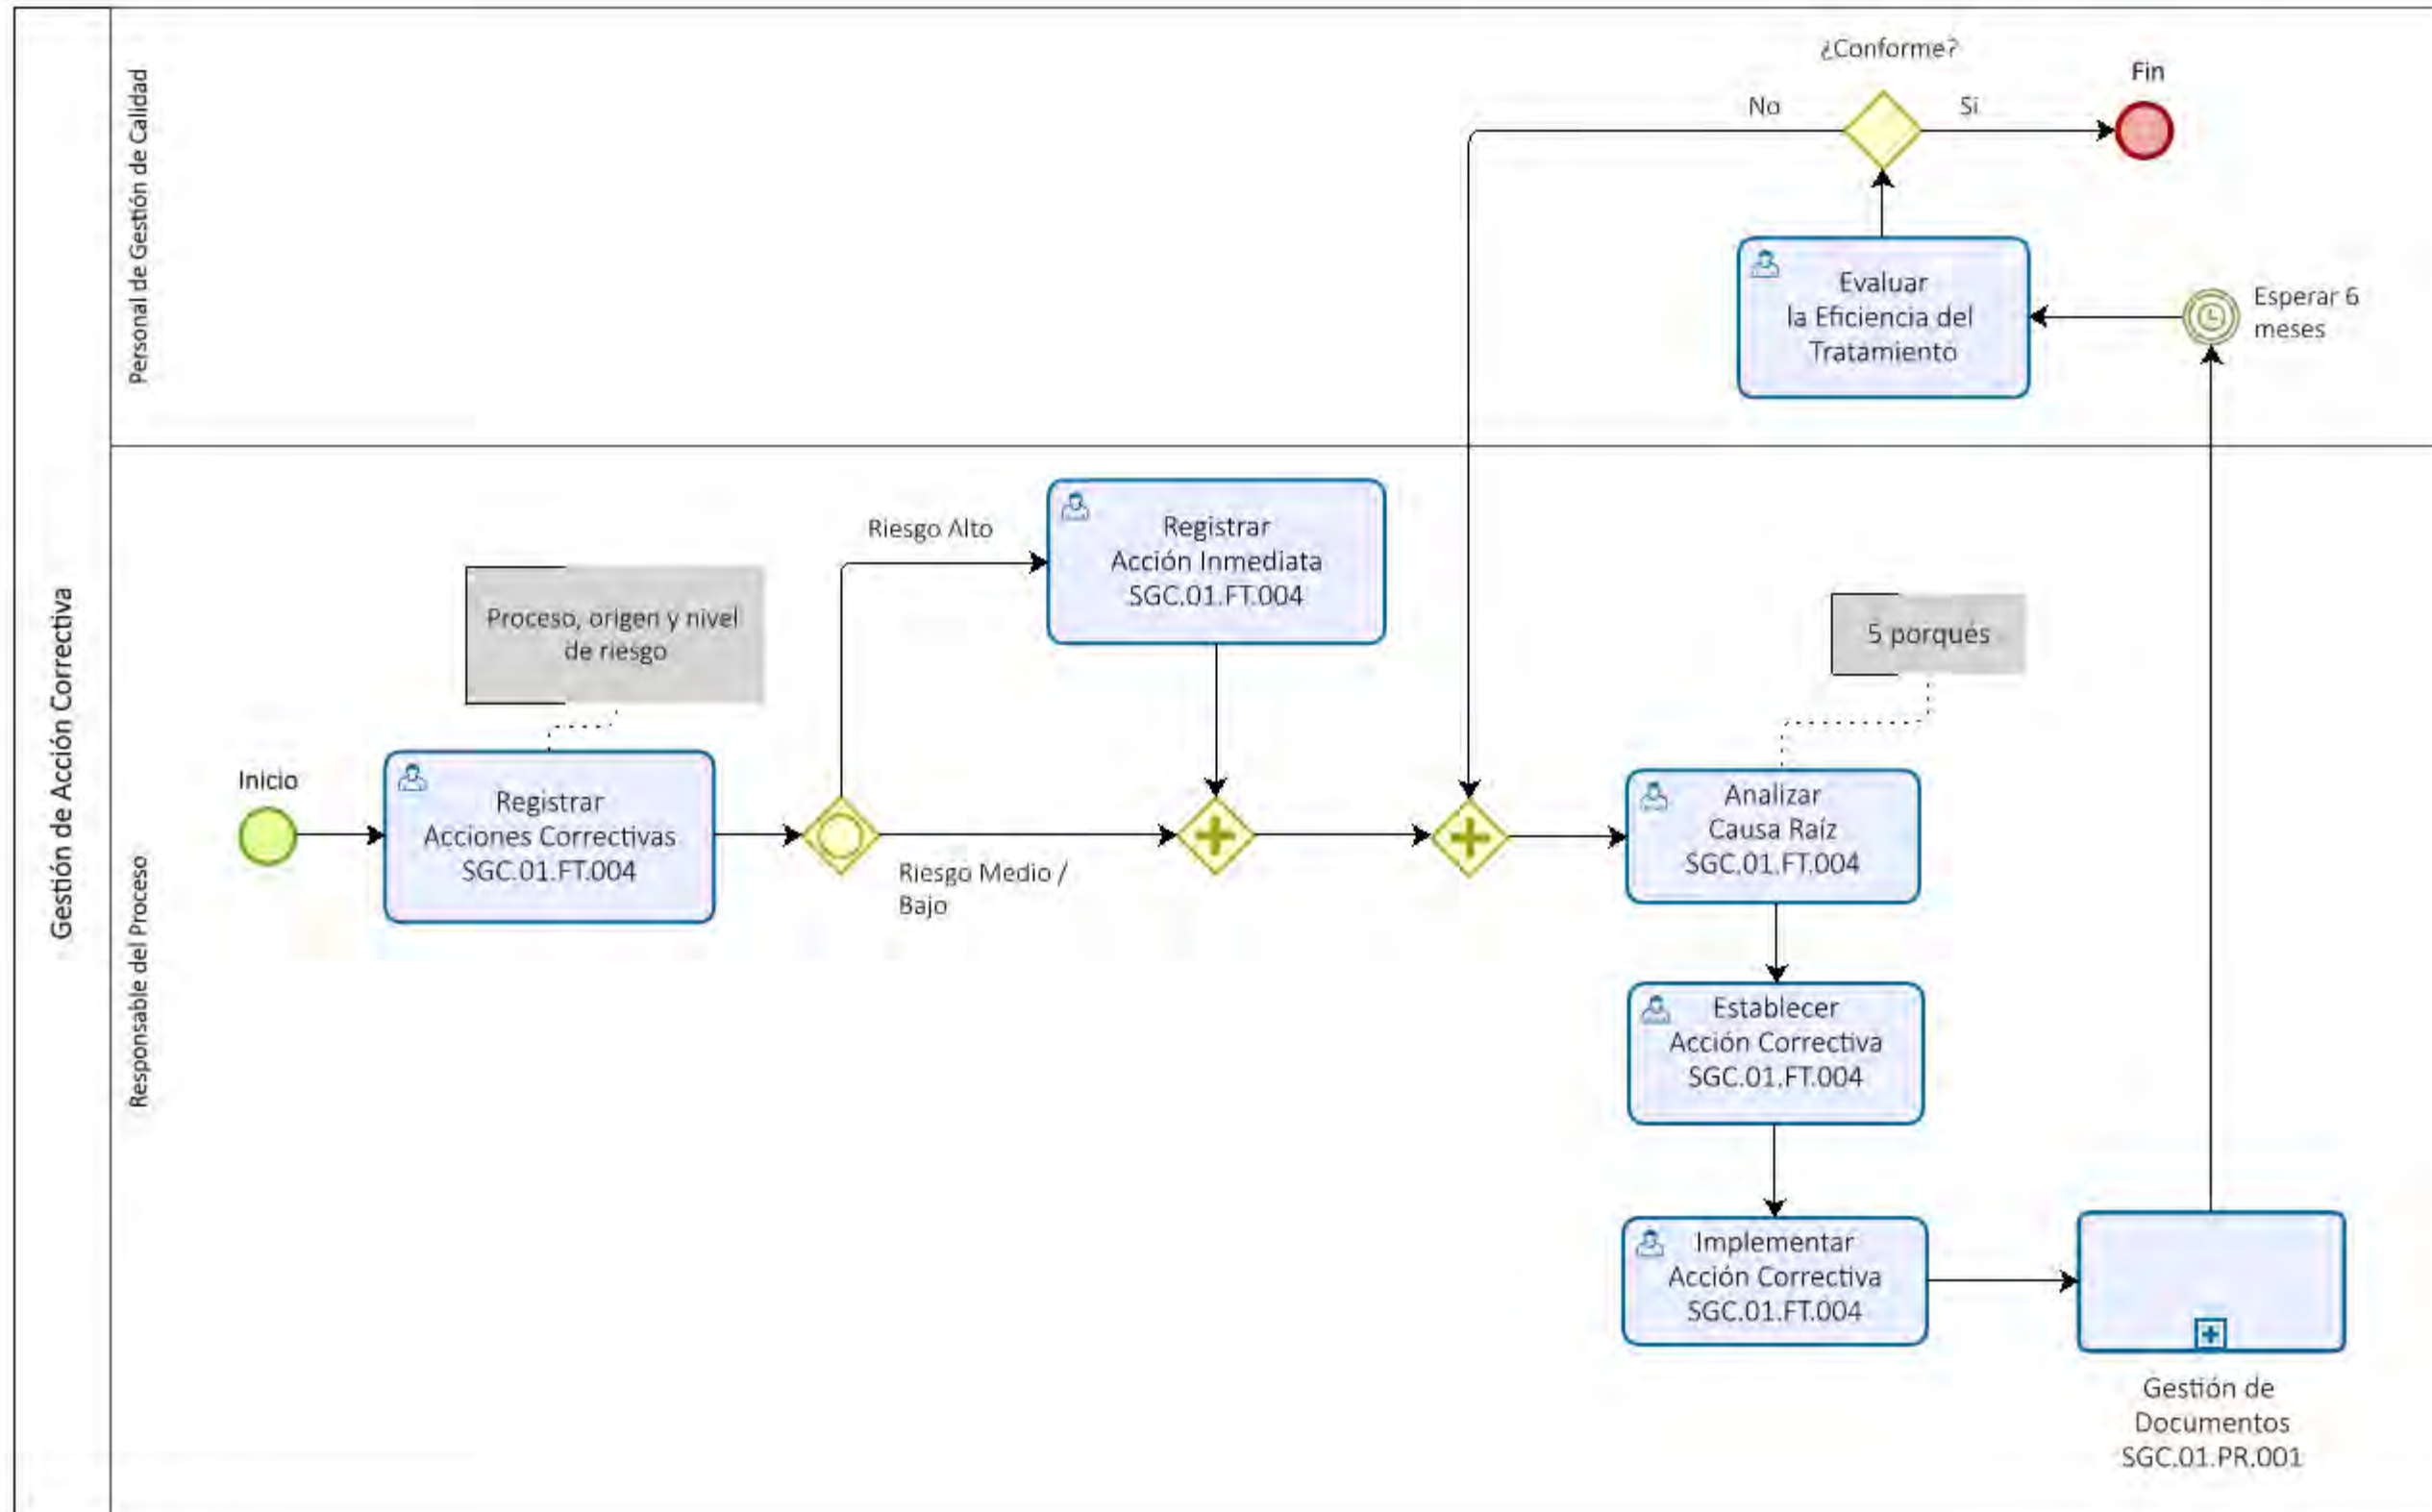 Gestión de Acción Correctiva
Personal de Gestión de Calidad
¿Conforme?
No
Si
Fin
Evaluar
la Eficiencia del
Tratamiento
Esperar 6
meses
Responsable del Proceso
Inicio
Proceso, origen y nivel
de riesgo
Registrar
Acciones Correctivas
SGC.01.FT.004
Riesgo Alto
Riesgo Medio /
Bajo
Registrar
Acción Inmediata
SGC.01.FT.004
5 porqués
Analizar
Causa Raíz
SGC.01.FT.004
Establecer
Acción Correctiva
SGC.01.FT.004
Implementar
Acción Correctiva
SGC.01.FT.004
Gestión de
Documentos
SGC.01.PR.001